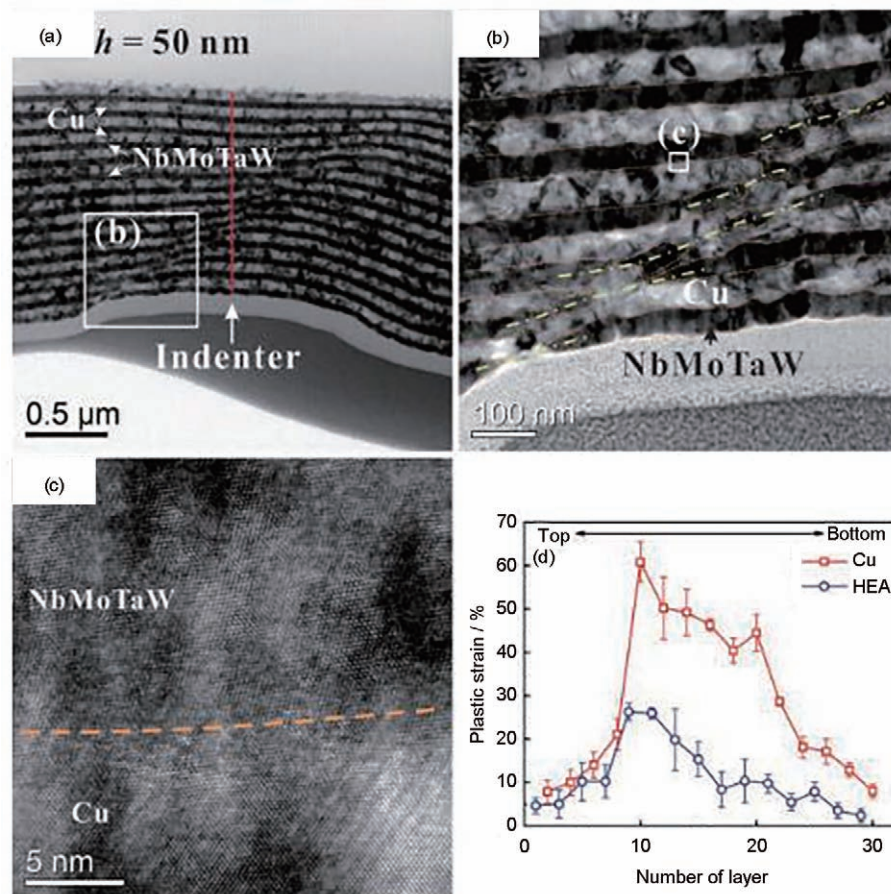 (a)
h = 50 nm
Cu
NbMoTaW
(b)
Indenter
0.5 μm
(b)
(c)
Cu
NbMoTaW
100 nm
(c)
NbMoTaW
Cu
5 nm
(d)
Top
Bottom
Cu
HEA
Plastic strain / %
70
60
50
40
30
20
10
0
0
10
20
30
Number of layer